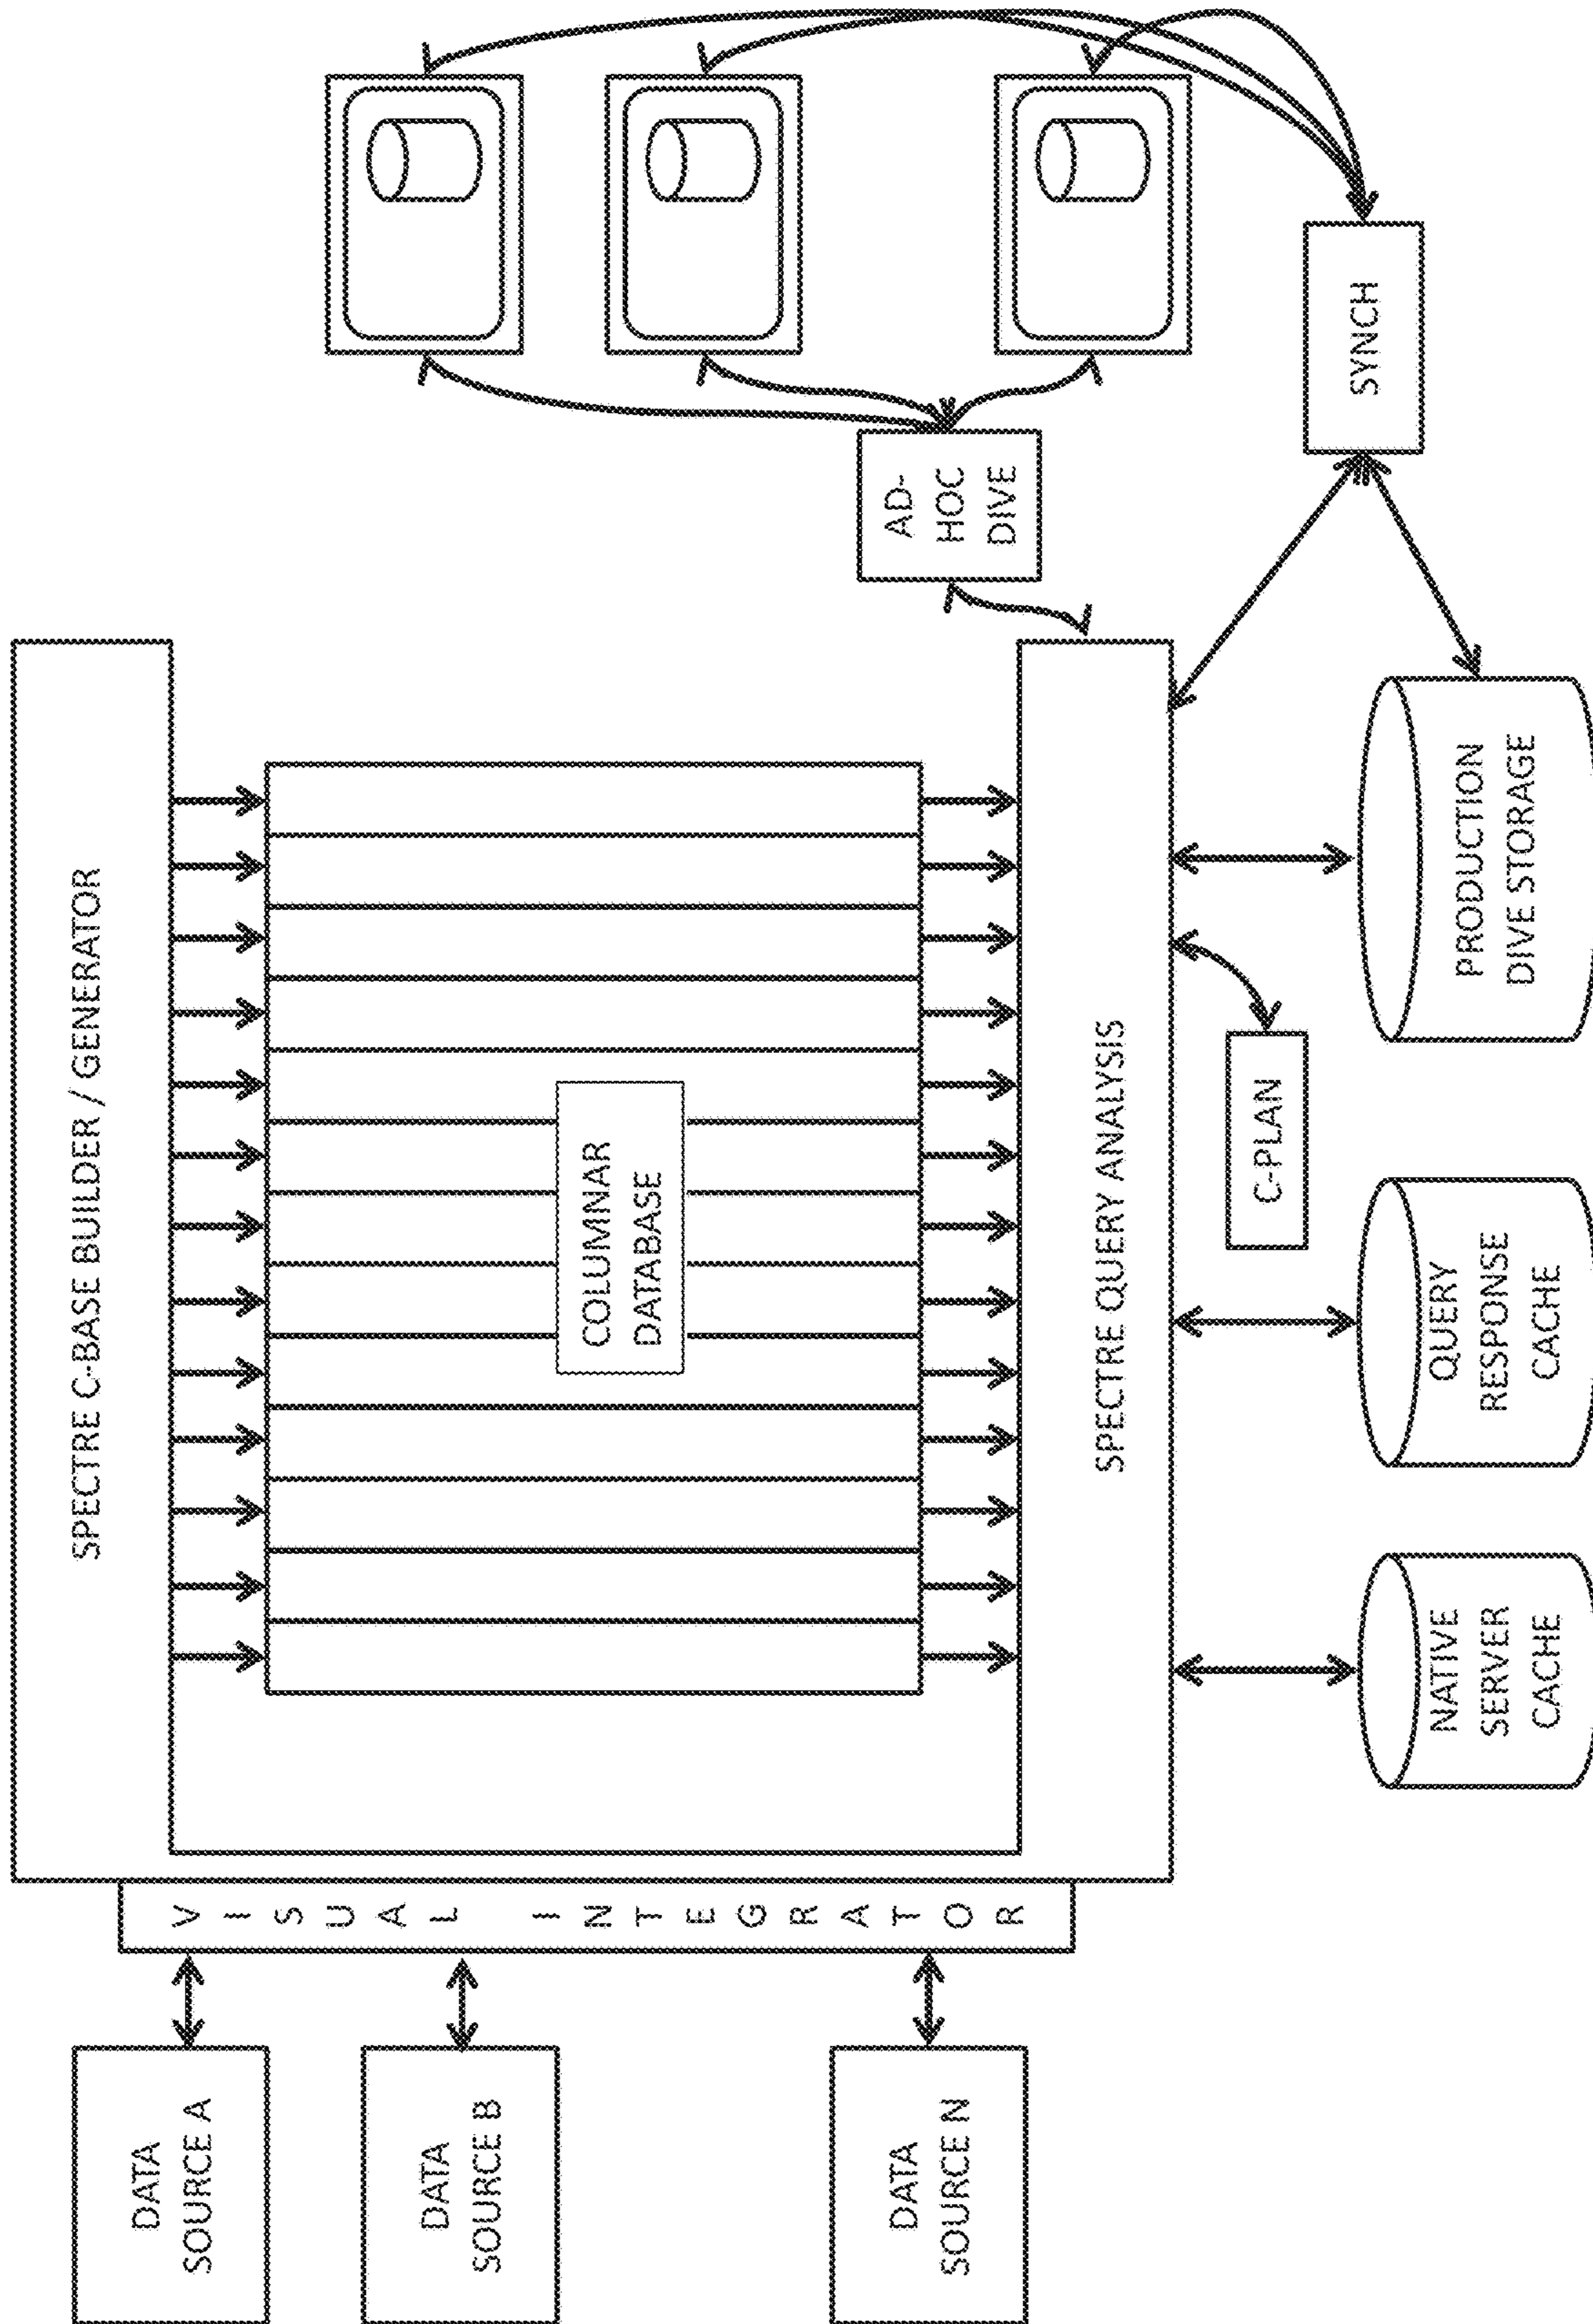 SPECTRE C-BASE BUILDER / GENERATOR
VISUAL INTEGRATOR
DATA
SOURCE A
DATA
SOURCE B
DATA
SOURCE N
COLUMNAR
DATABASE
SPECTRE QUERY ANALYSIS
AD-
HOC
DIVE
SYNCH
C-PLAN
NATIVE
SERVER
CACHE
QUERY
RESPONSE
CACHE
PRODUCTION
DIVE STORAGE